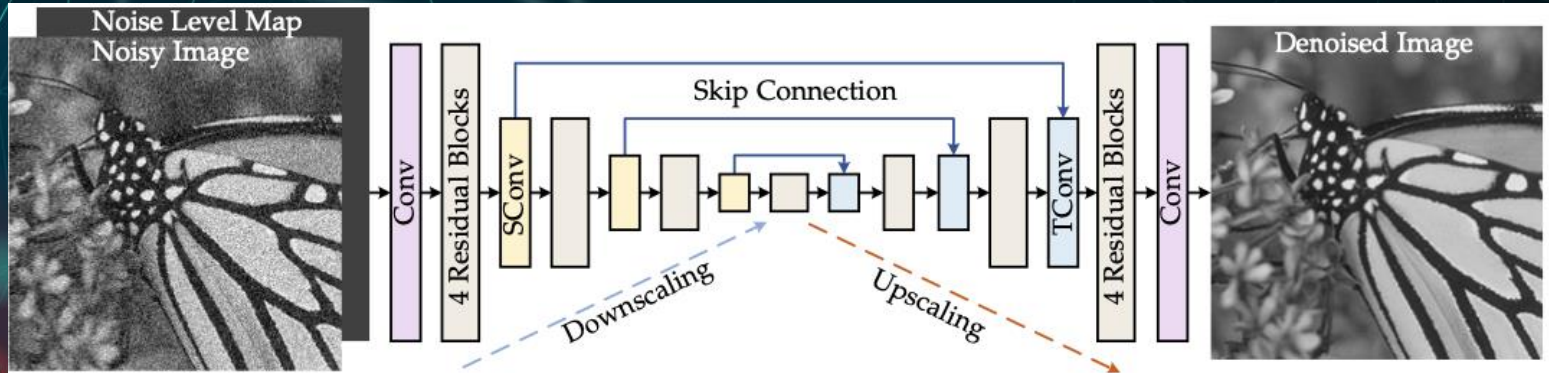 Noise Level Map
Noisy Image
Conv
4 Residual Blocks
SConv
Skip Connection
Downscaling
Upscaling
TConv
4 Residual Blocks
Conv
Denoised Image